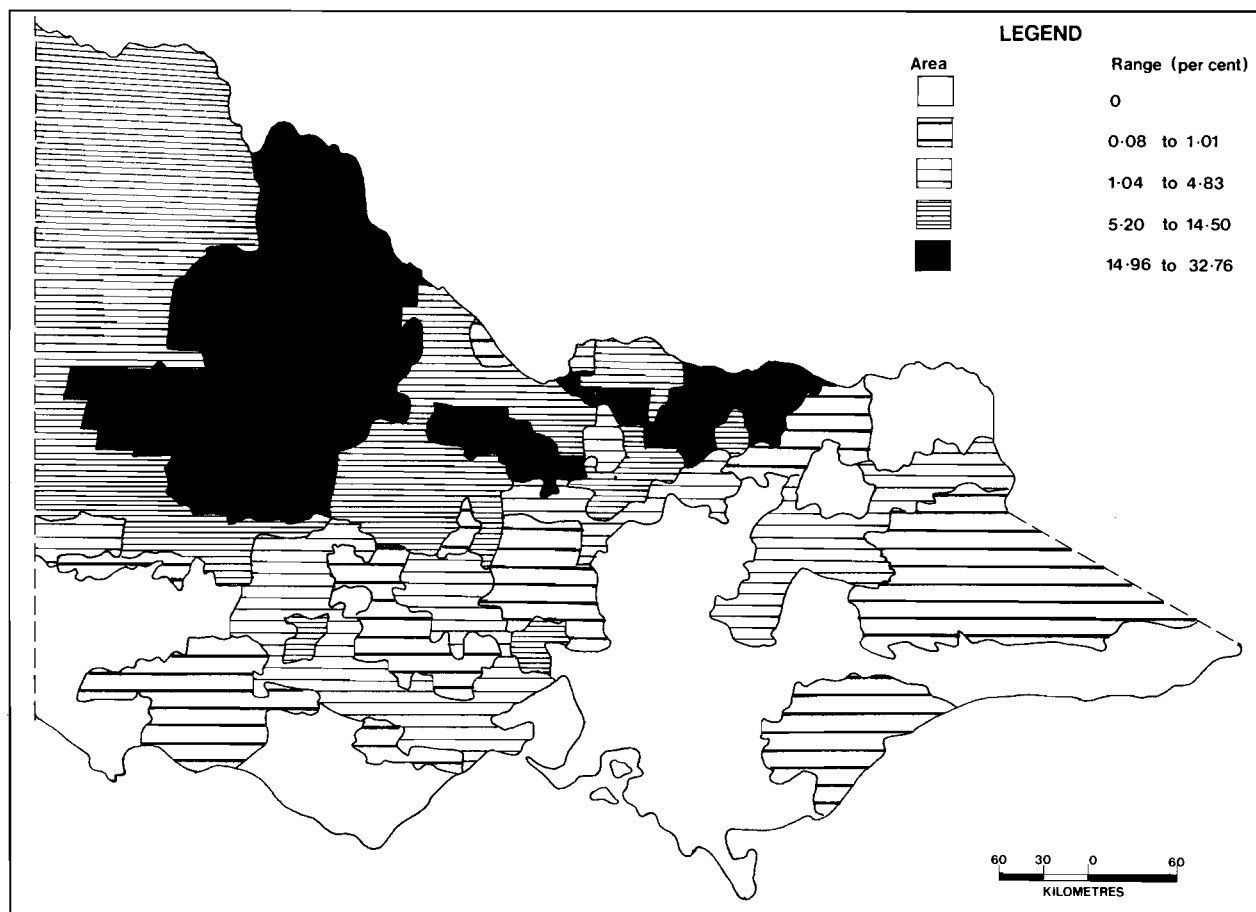 LEGEND
Area Range (per cent)
0
0·08 to 1·01
1·04 to 4·83
5·20 to 14·50
14·96 to 32·76
60 30 0 60
KILOMETRES